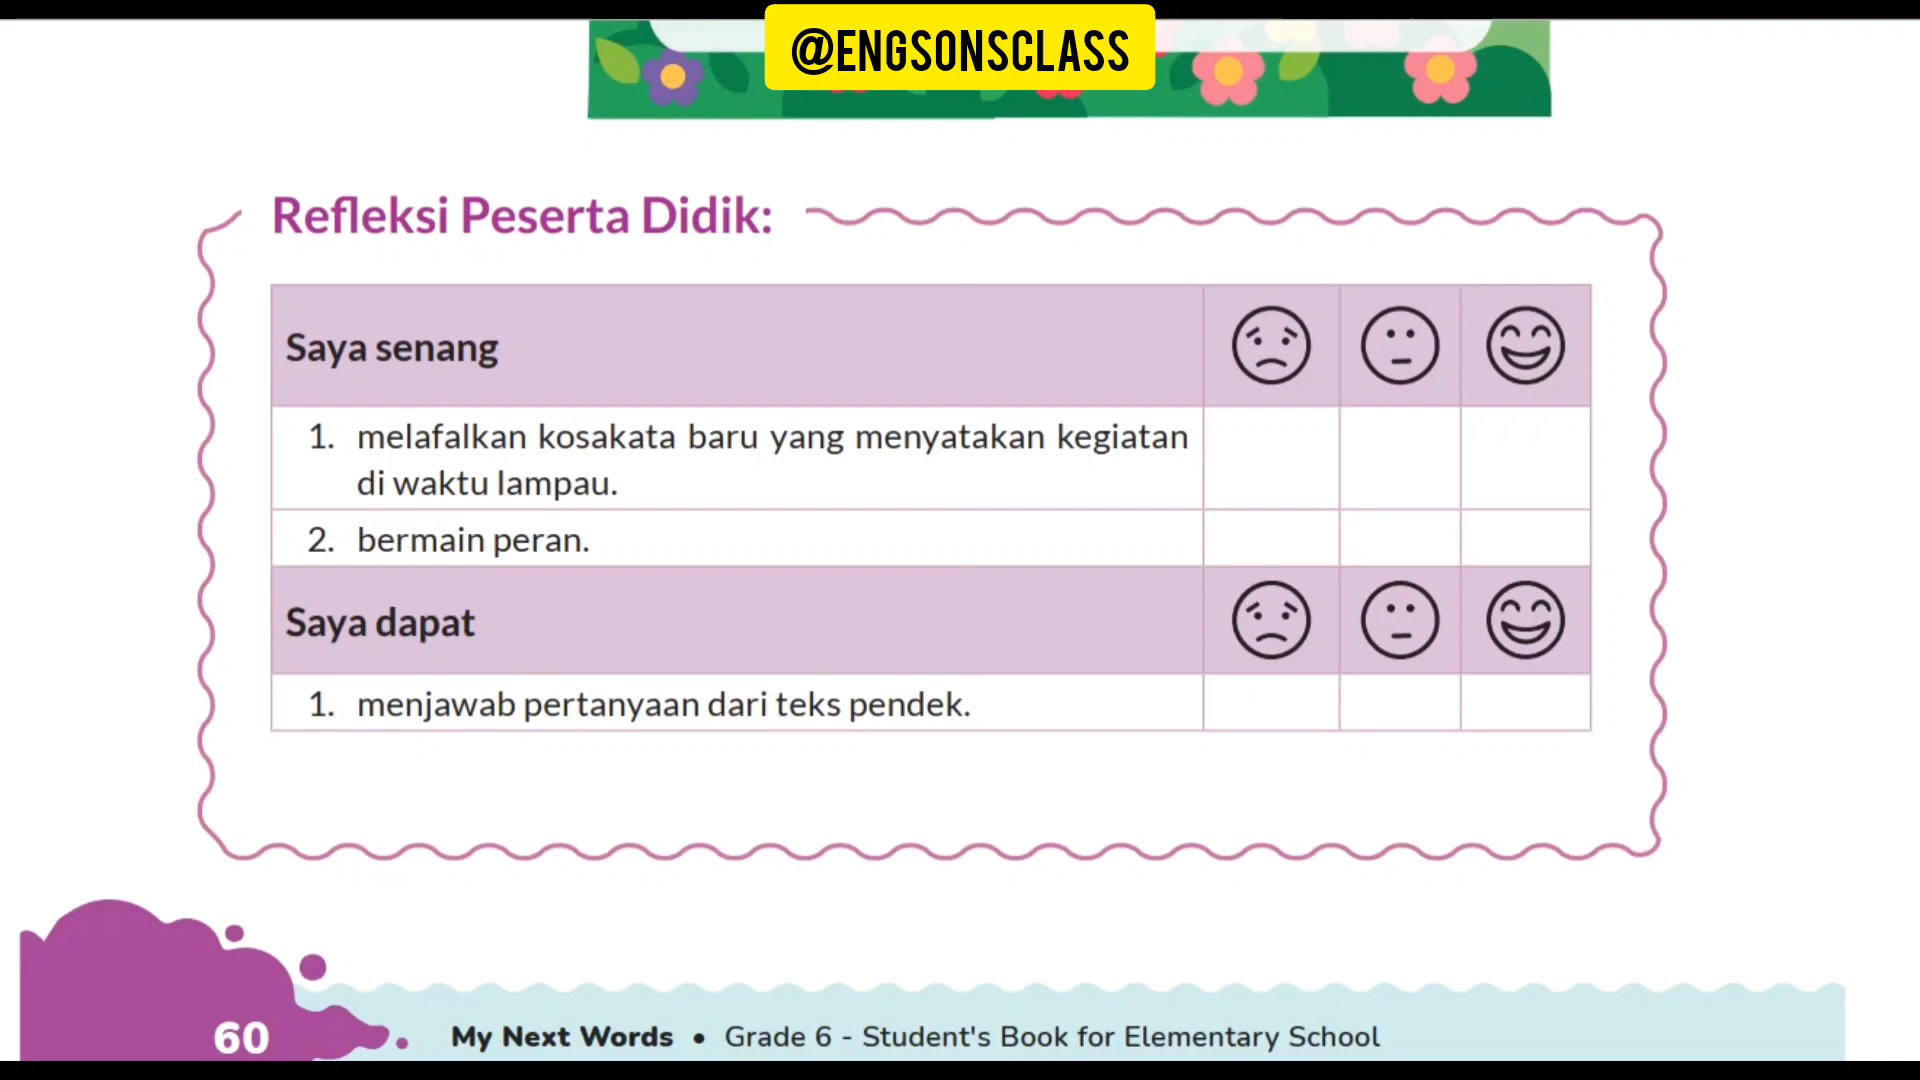 @ENGSONSCLASS
Refleksi Peserta Didik:
Saya senang
1. melafalkan kosakata baru yang menyatakan kegiatan
di waktu lampau.
2. bermain peran.
Saya dapat
1. menjawab pertanyaan dari teks pendek.
60 My Next Words • Grade 6 - Student's Book for Elementary School